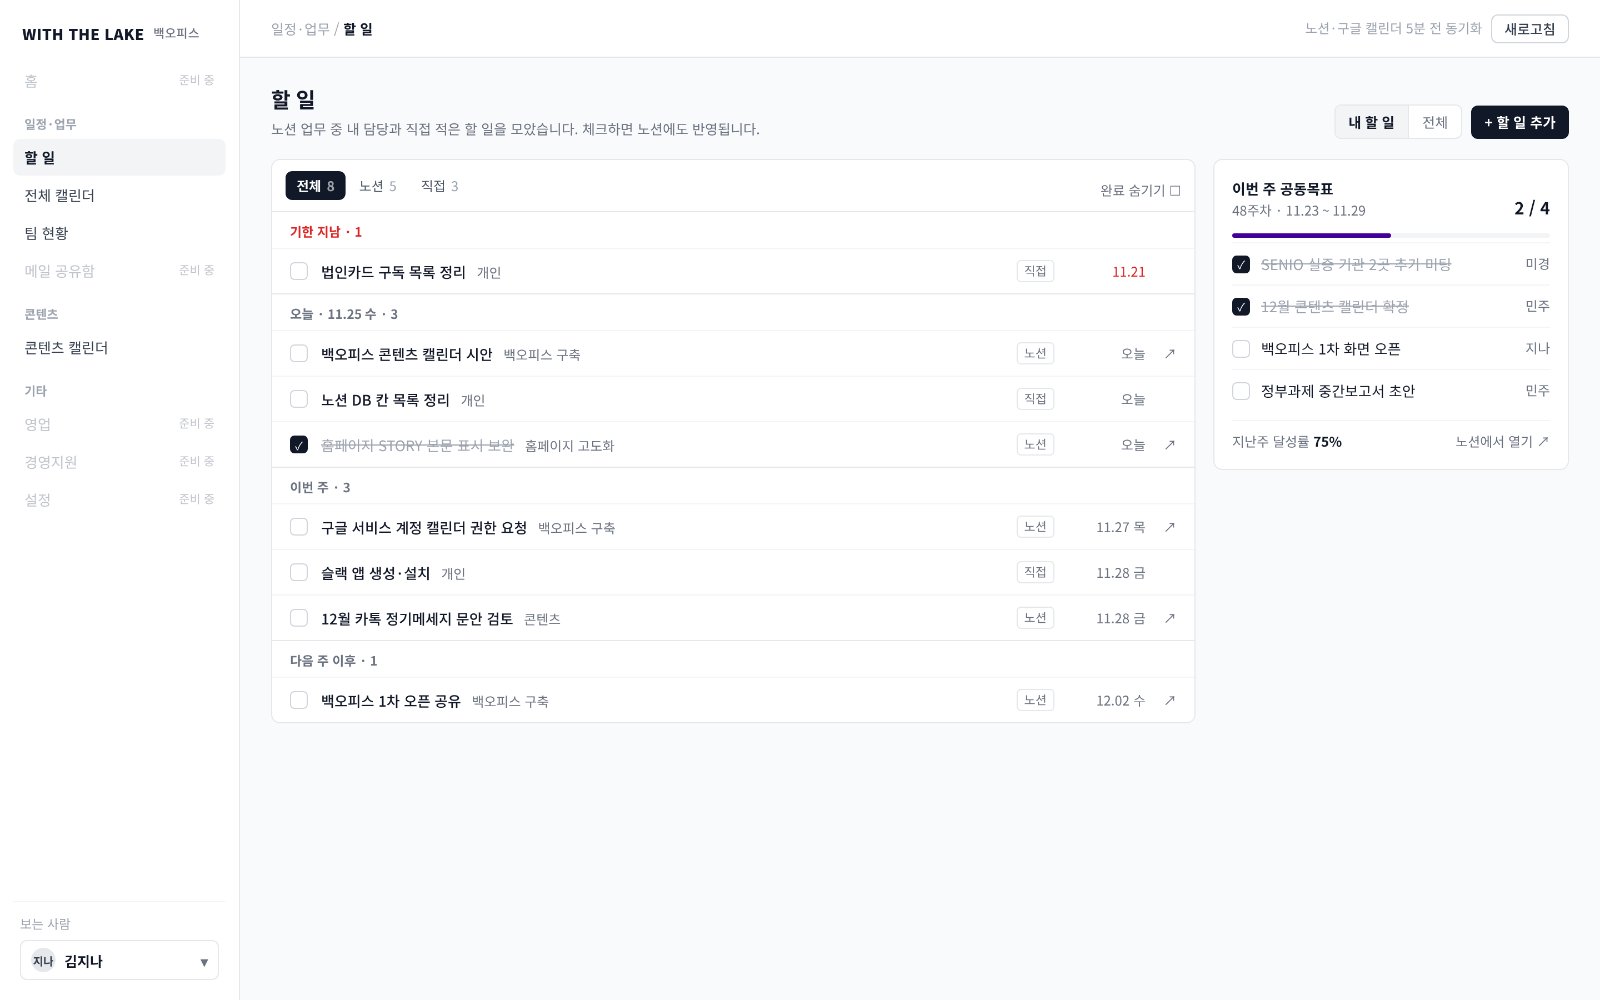 WITH THE LAKE 백오피스
홈 준비 중
일정·업무
할 일
전체 캘린더
팀 현황
메일 공유함 준비 중
콘텐츠
콘텐츠 캘린더
기타
영업 준비 중
경영지원 준비 중
설정 준비 중
보는 사람
지나 김지나 ▼
일정·업무 / 할 일
노션·구글 캘린더 5분 전 동기화 새로고침
할 일
노션 업무 중 내 담당과 직접 적은 할 일을 모았습니다. 체크하면 노션에도 반영됩니다.
내 할 일 전체 + 할 일 추가
전체 8 노션 5 직접 3 완료 숨기기 ☐
기한 지남 · 1
법인카드 구독 목록 정리 개인 직접 11.21
오늘 · 11.25 수 · 3
백오피스 콘텐츠 캘린더 시안 백오피스 구축 노션 오늘 ↗
노션 DB 칸 목록 정리 개인 직접 오늘
✓ 홈페이지 STORY 본문 표시 보완 홈페이지 고도화 노션 오늘 ↗
이번 주 · 3
구글 서비스 계정 캘린더 권한 요청 백오피스 구축 노션 11.27 목 ↗
슬랙 앱 생성·설치 개인 직접 11.28 금
12월 카톡 정기메세지 문안 검토 콘텐츠 노션 11.28 금 ↗
다음 주 이후 · 1
백오피스 1차 오픈 공유 백오피스 구축 노션 12.02 수 ↗
이번 주 공동목표
48주차 · 11.23 ~ 11.29 2 / 4
✓ SENIO 실증 기관 2곳 추가 미팅 미경
✓ 12월 콘텐츠 캘린더 확정 민주
백오피스 1차 화면 오픈 지나
정부과제 중간보고서 초안 민주
지난주 달성률 75% 노션에서 열기 ↗